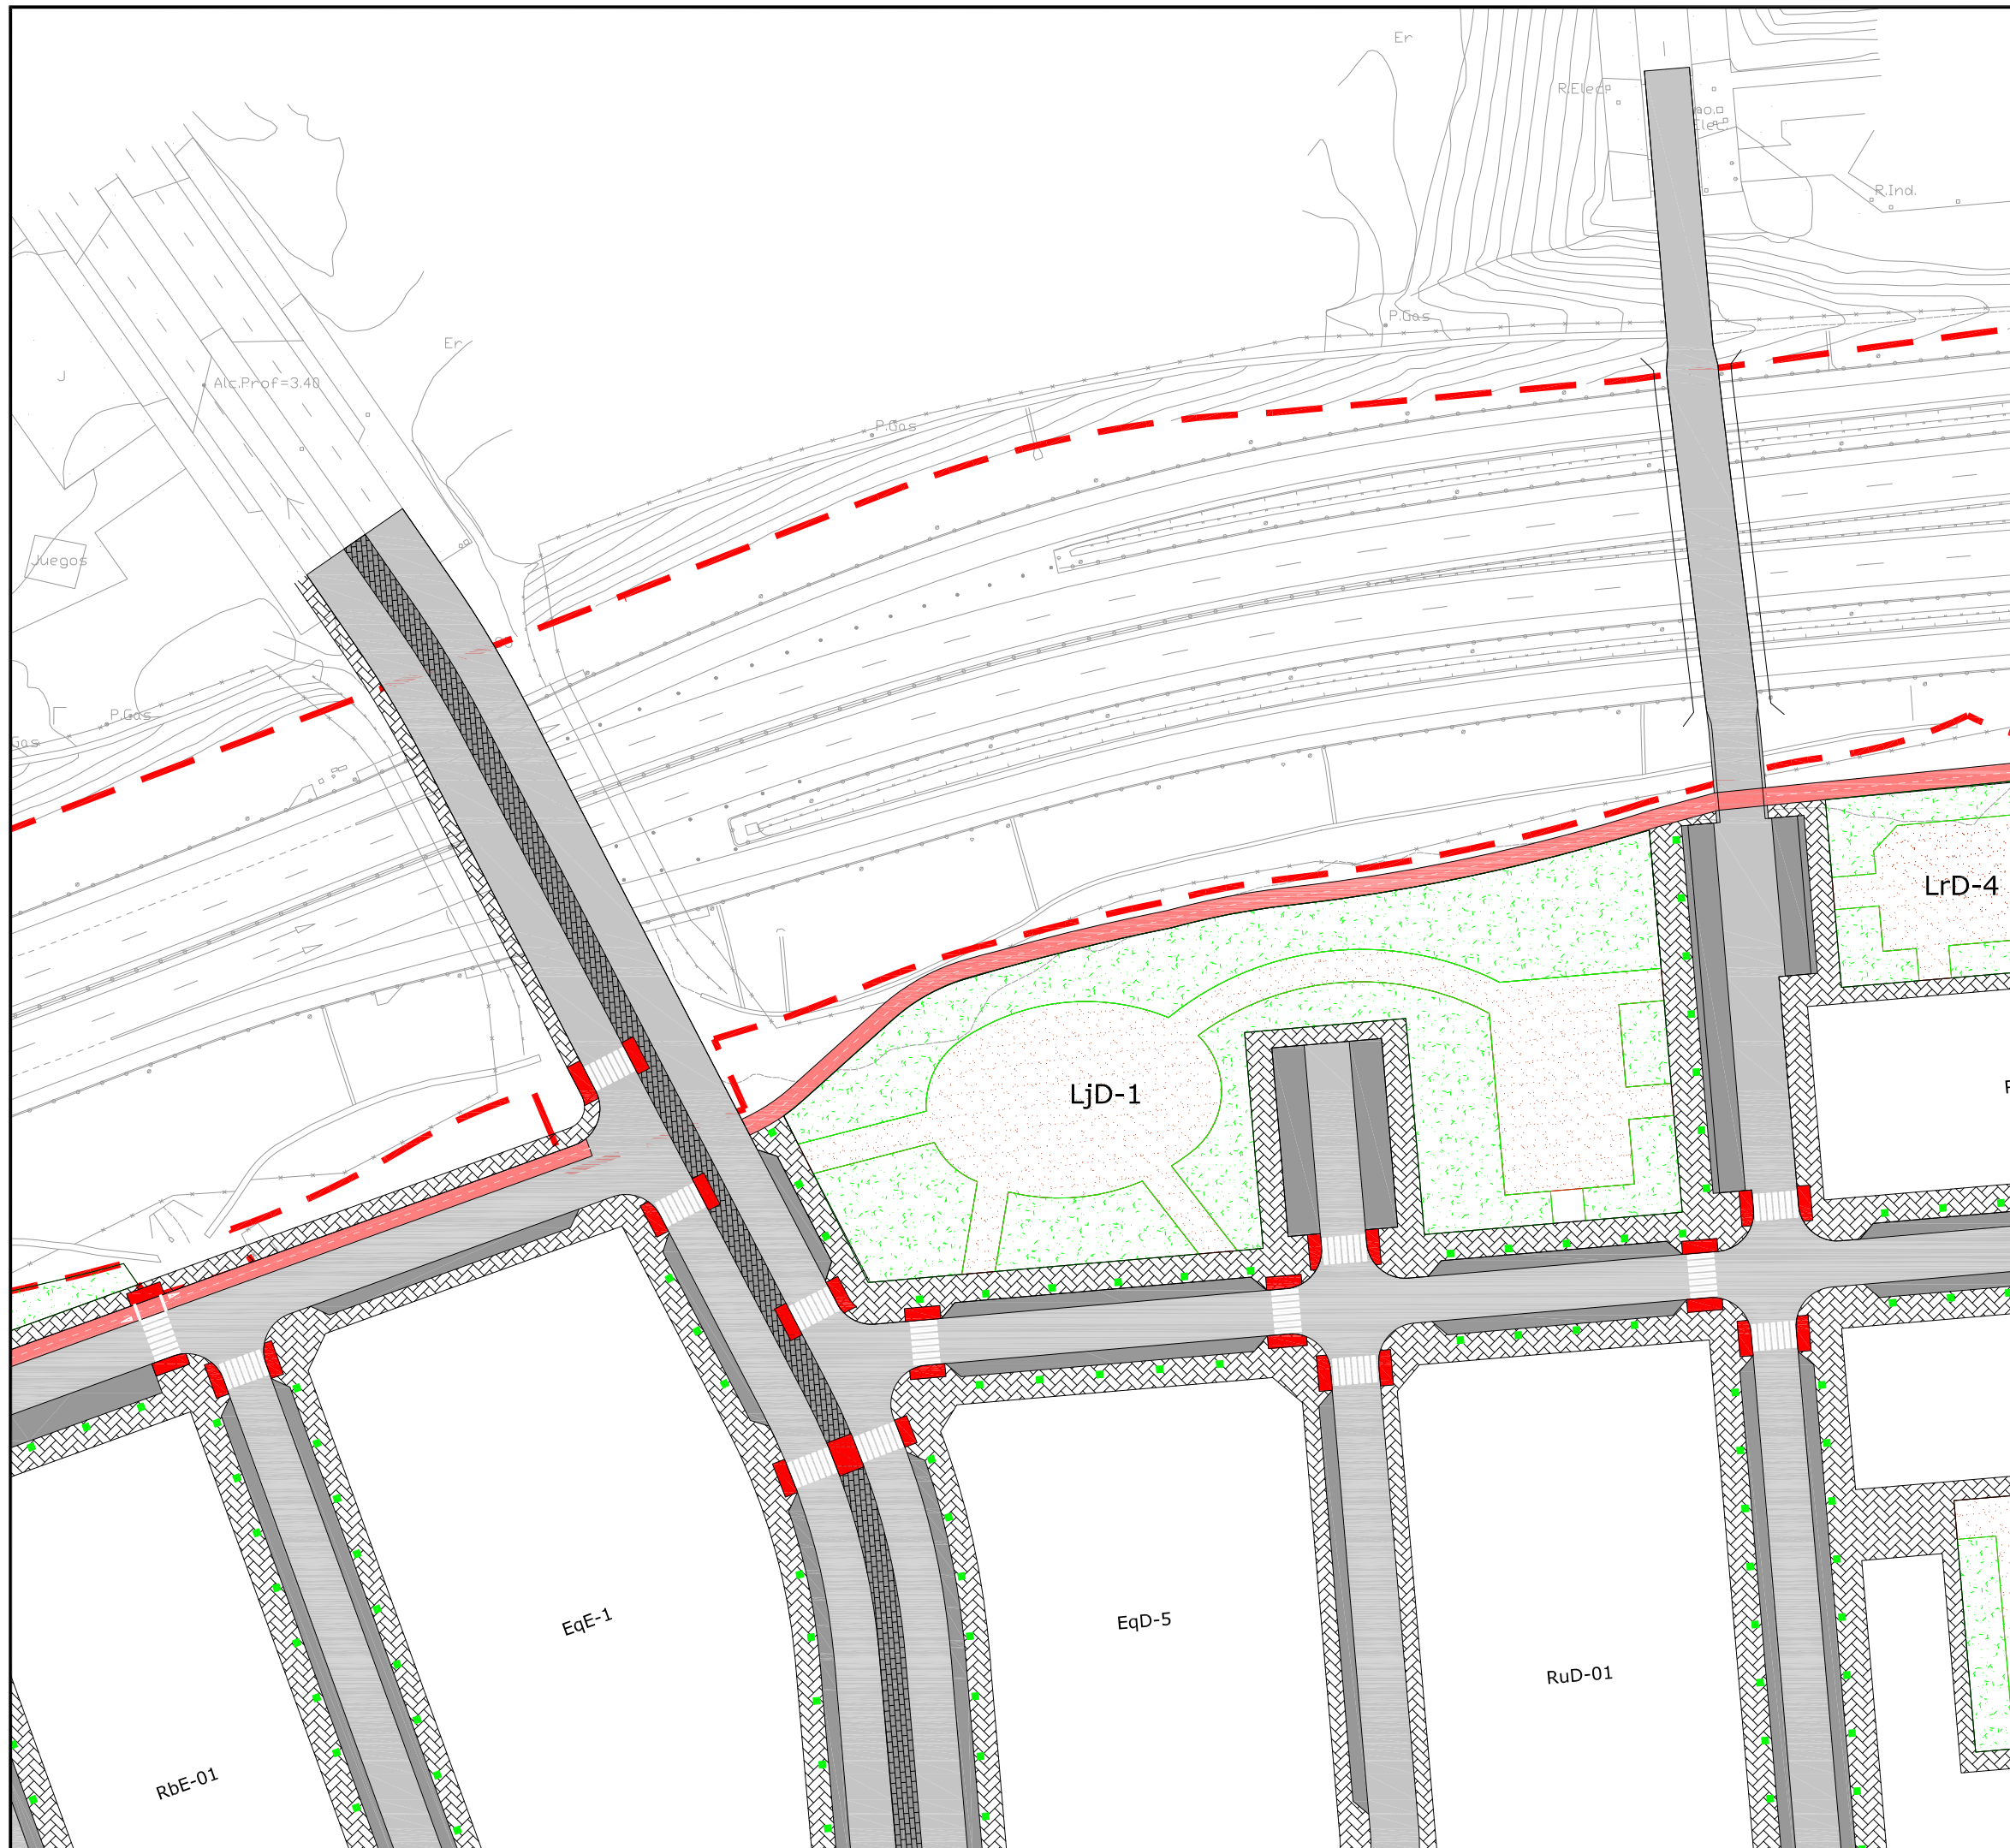 Er
R.Elec
Elec
R.Ind.
P.Gas
Er
J
Alc.Prof=3.40
P.Gas
Juegos
P.Gas
Gas
LrD-4
LjD-1
EqE-1
EqD-5
RuD-01
RbE-01